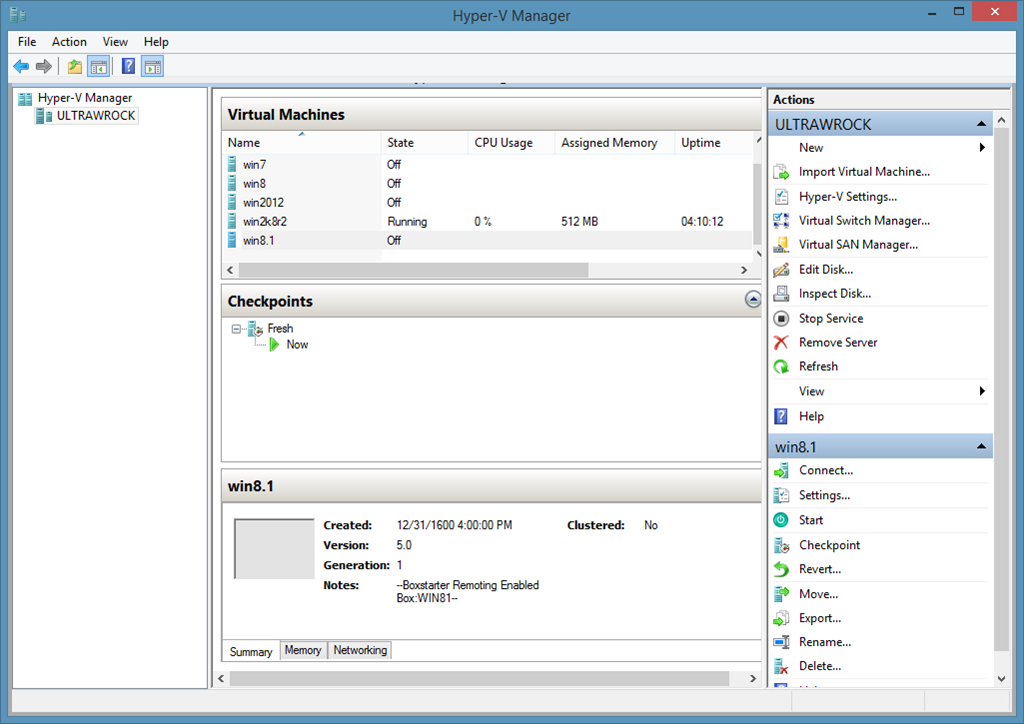 Hyper-V Manager
File Action View Help
Hyper-V Manager
ULTRAWROCK
Virtual Machines
Name State CPU Usage Assigned Memory Uptime
win7 Off
win8 Off
win2012 Off
win2k8r2 Running 0 % 512 MB 04:10:12
win8.1 Off
Checkpoints
Fresh
Now
win8.1
Created: 12/31/1600 4:00:00 PM Clustered: No
Version: 5.0
Generation: 1
Notes: --Boxstarter Remoting Enabled
Box:WIN81--
Summary Memory Networking
Actions
ULTRAWROCK
New
Import Virtual Machine...
Hyper-V Settings...
Virtual Switch Manager...
Virtual SAN Manager...
Edit Disk...
Inspect Disk...
Stop Service
Remove Server
Refresh
View
Help
win8.1
Connect...
Settings...
Start
Checkpoint
Revert...
Move...
Export...
Rename...
Delete...